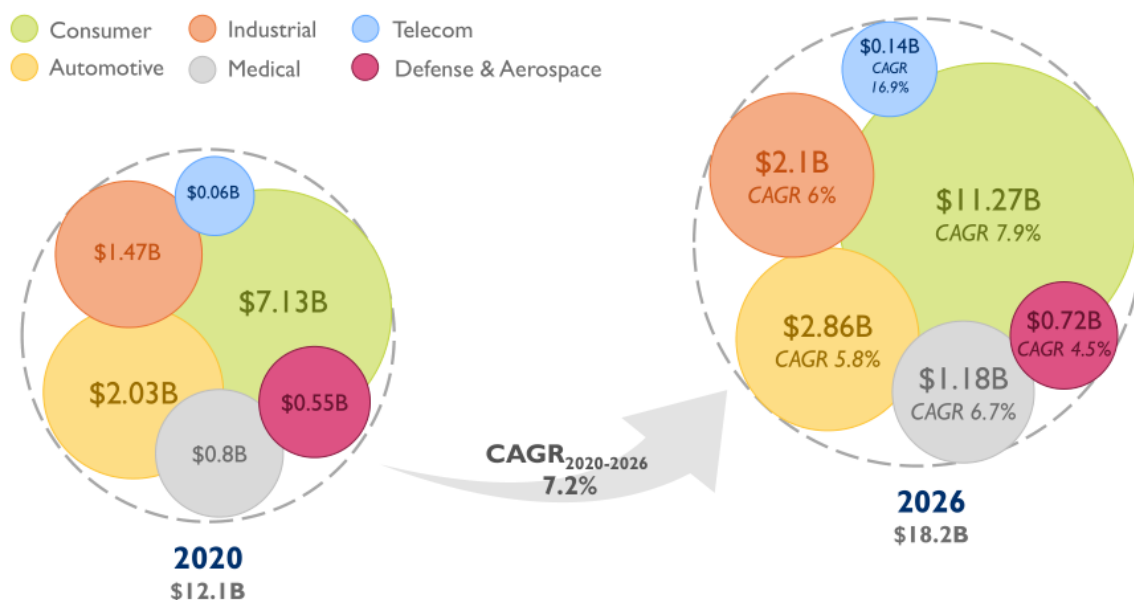 Consumer
Industrial
Telecom
Automotive
Medical
Defense & Aerospace
$0.06B
$1.47B
$7.13B
$2.03B
$0.55B
$0.8B
2020
$12.1B
CAGR2020-2026
7.2%
$0.14B
CAGR
16.9%
$2.1B
CAGR 6%
$11.27B
CAGR 7.9%
$2.86B
CAGR 5.8%
$0.72B
CAGR 4.5%
$1.18B
CAGR 6.7%
2026
$18.2B